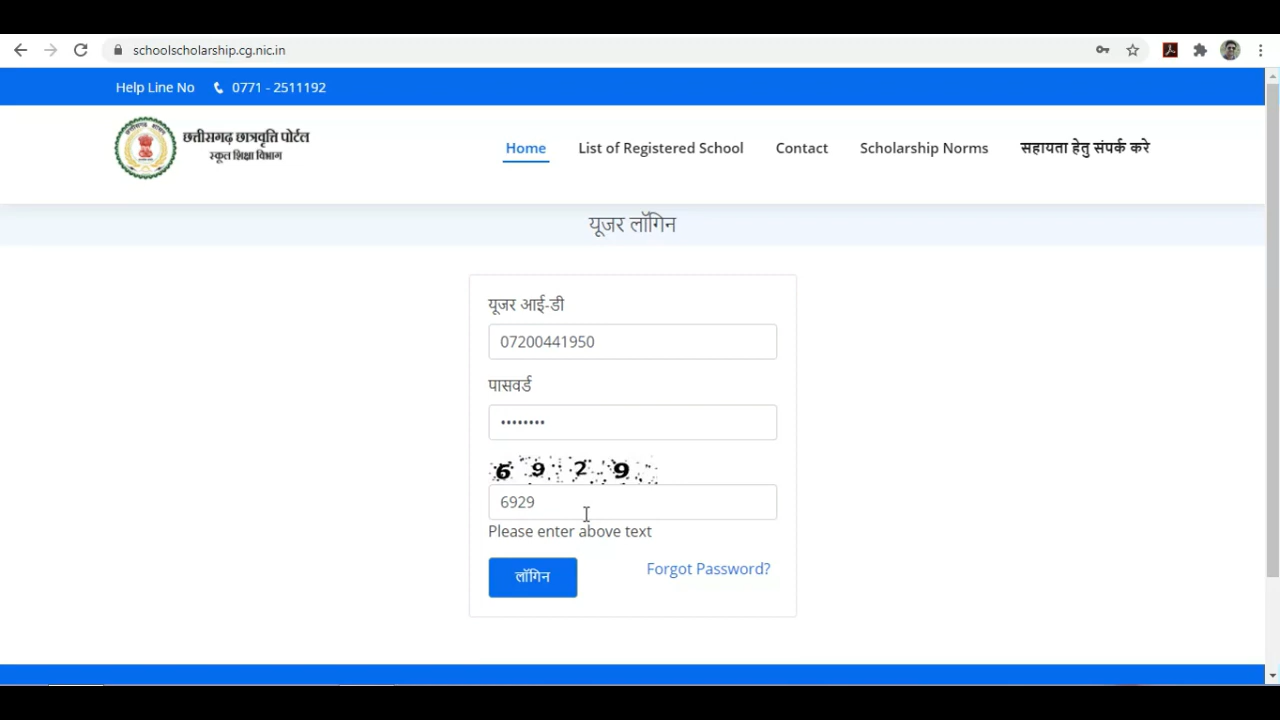 schoolscholarship.cg.nic.in
Help Line No 0771 - 2511192
छत्तीसगढ़ छात्रवृत्ति पोर्टल
स्कूल शिक्षा विभाग
Home List of Registered School Contact Scholarship Norms सहायता हेतु संपर्क करे
यूजर लॉगिन
यूजर आई-डी
07200441950
पासवर्ड
••••••••
6 9 2 9
6929
Please enter above text
लॉगिन Forgot Password?